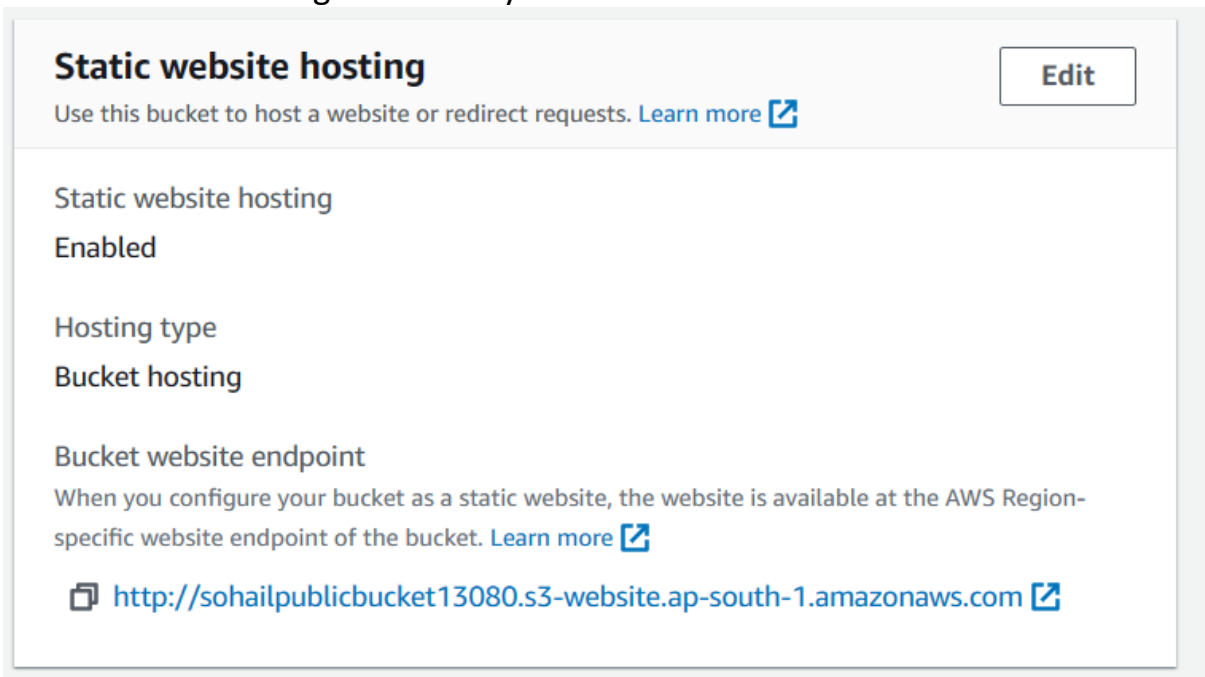 Static website hosting
Edit
Use this bucket to host a website or redirect requests. Learn more
Static website hosting
Enabled
Hosting type
Bucket hosting
Bucket website endpoint
When you configure your bucket as a static website, the website is available at the AWS Region-
specific website endpoint of the bucket. Learn more
http://sohailpublicbucket13080.s3-website.ap-south-1.amazonaws.com